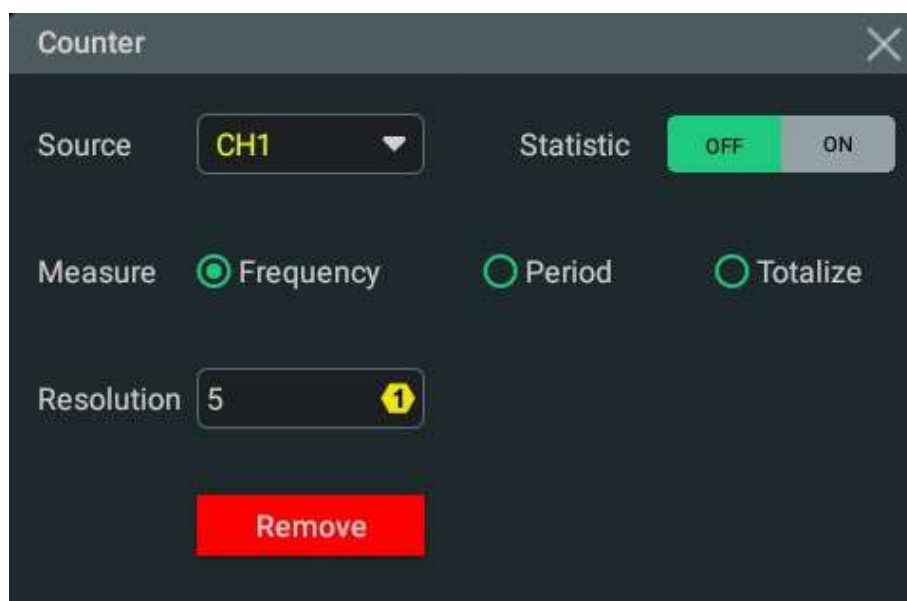 Counter
Source CH1 Statistic OFF ON
Measure Frequency Period Totalize
Resolution 5 1
Remove